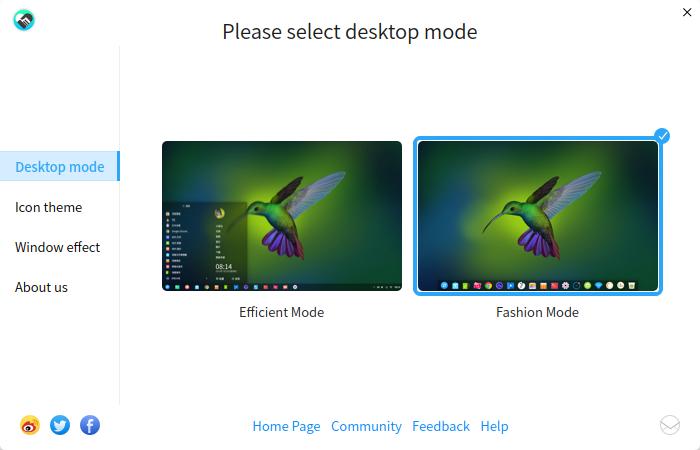 Please select desktop mode
Desktop mode
Icon theme
Window effect
About us
08:14
Efficient Mode
Fashion Mode
Home Page Community Feedback Help